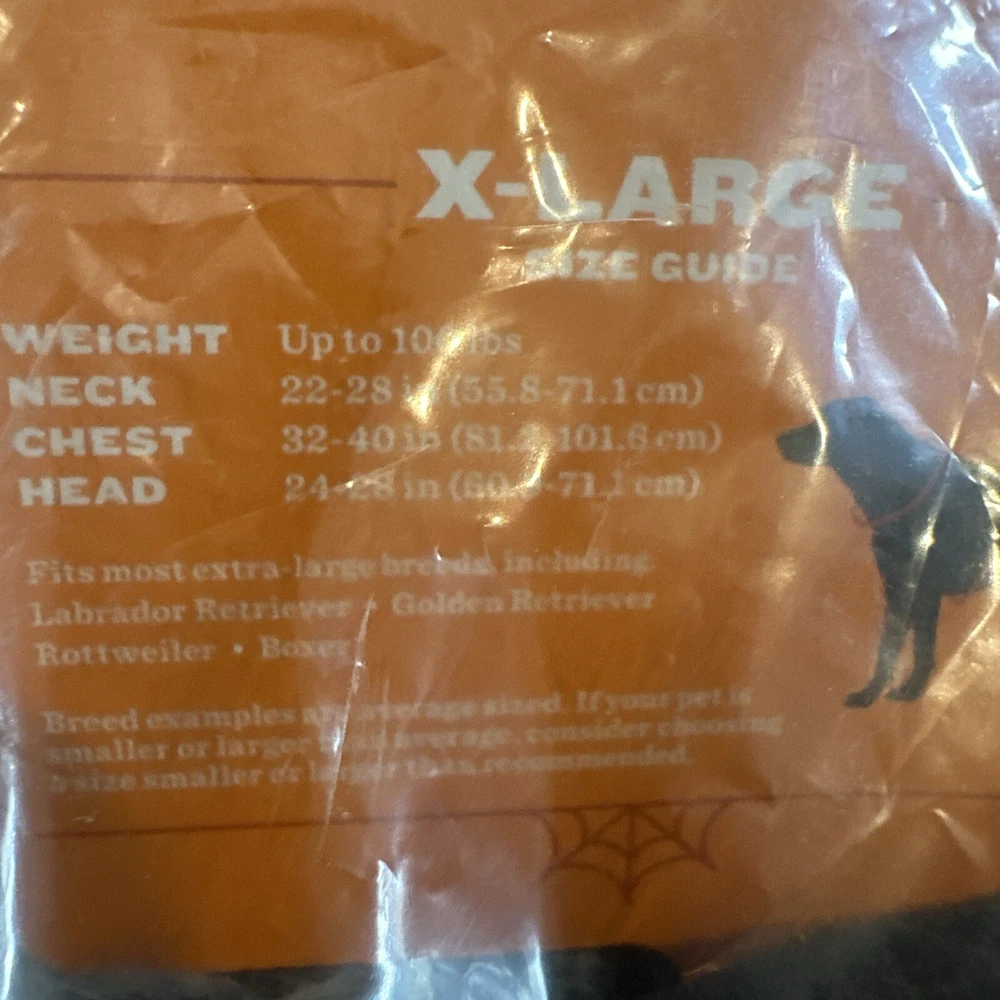 X-LARGE
SIZE GUIDE
WEIGHT Up to 100 lbs
NECK 22-28 in (55.8-71.1 cm)
CHEST 32-40 in (81.2-101.6 cm)
HEAD 24-28 in (60.9-71.1 cm)
Fits most extra-large breeds, including:
Labrador Retriever • Golden Retriever
Rottweiler • Boxer
Breed examples are average sized. If your pet is
smaller or larger than average, consider choosing
a size smaller or larger than recommended.